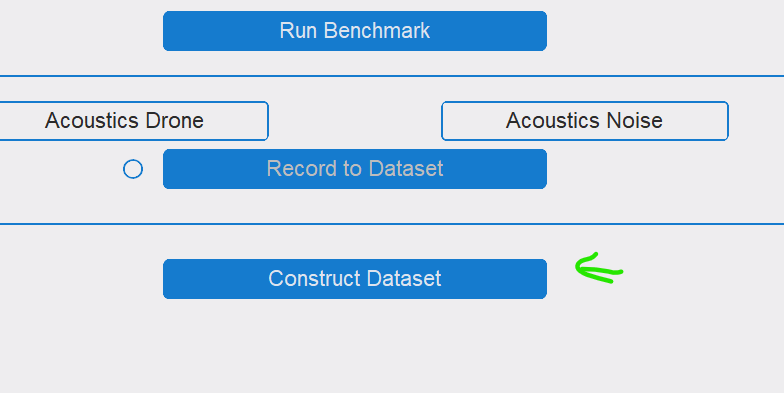 Run Benchmark
Acoustics Drone
Acoustics Noise
Record to Dataset
Construct Dataset